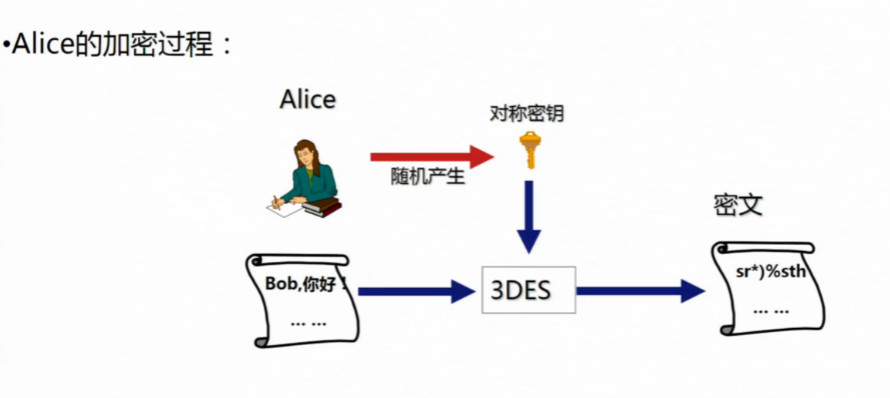 •Alice的加密过程：
Alice
对称密钥
随机产生
密文
Bob,你好！
... ...
3DES
sr*)%sth
... ...